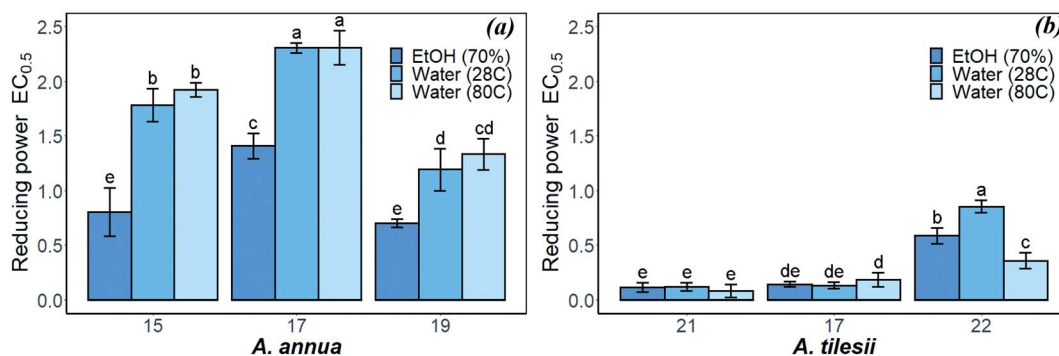 (a)
Reducing power EC0.5
2.5
2.0
1.5
1.0
0.5
0.0
EtOH (70%)
Water (28C)
Water (80C)
e
b
b
c
a
a
e
d
cd
15
17
19
A. annua
(b)
Reducing power EC0.5
2.5
2.0
1.5
1.0
0.5
0.0
EtOH (70%)
Water (28C)
Water (80C)
e
e
e
de
de
d
b
a
c
21
17
22
A. tilesii